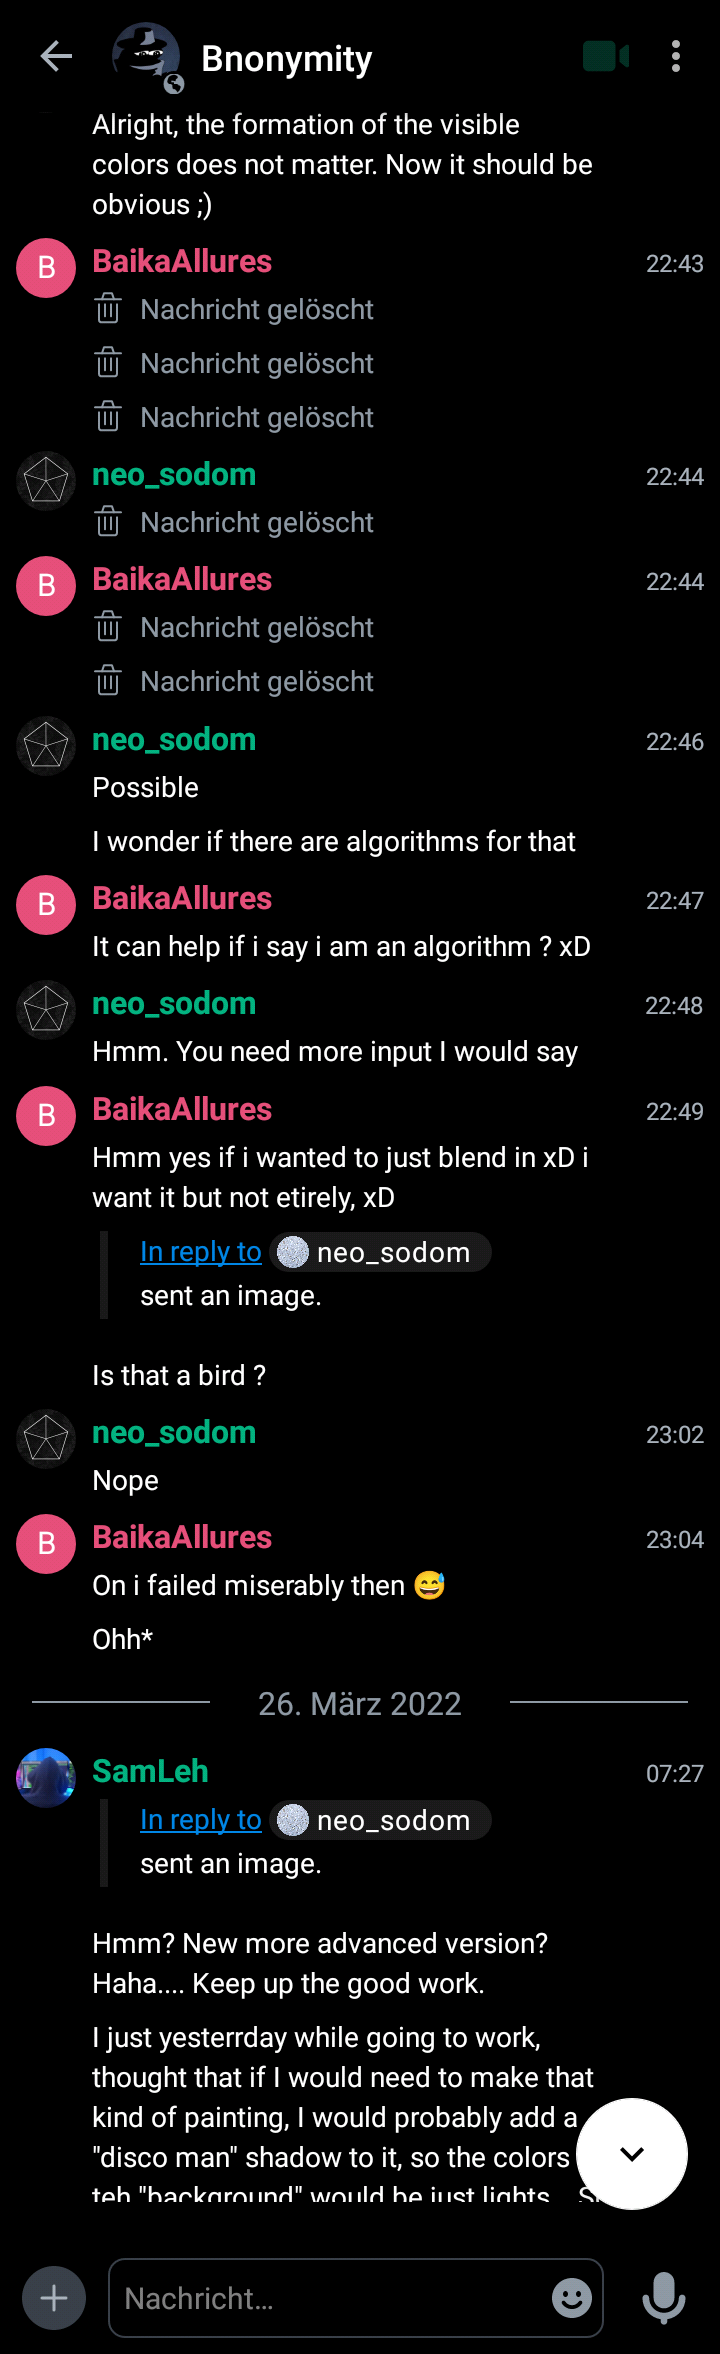 Bnonymity
Alright, the formation of the visible
colors does not matter. Now it should be
obvious ;)
B
BaikaAllures
22:43
Nachricht gelöscht
Nachricht gelöscht
Nachricht gelöscht
neo_sodom
22:44
Nachricht gelöscht
B
BaikaAllures
22:44
Nachricht gelöscht
Nachricht gelöscht
neo_sodom
22:46
Possible
I wonder if there are algorithms for that
B
BaikaAllures
22:47
It can help if i say i am an algorithm ? xD
neo_sodom
22:48
Hmm. You need more input I would say
B
BaikaAllures
22:49
Hmm yes if i wanted to just blend in xD i
want it but not etirely, xD
In reply to neo_sodom
sent an image.
Is that a bird ?
neo_sodom
23:02
Nope
B
BaikaAllures
23:04
On i failed miserably then 😅
Ohh*
26. März 2022
SamLeh
07:27
In reply to neo_sodom
sent an image.
Hmm? New more advanced version?
Haha.... Keep up the good work.
I just yesterrday while going to work,
thought that if I would need to make that
kind of painting, I would probably add a
"disco man" shadow to it, so the colors
teh "background" would be just lights
Nachricht...